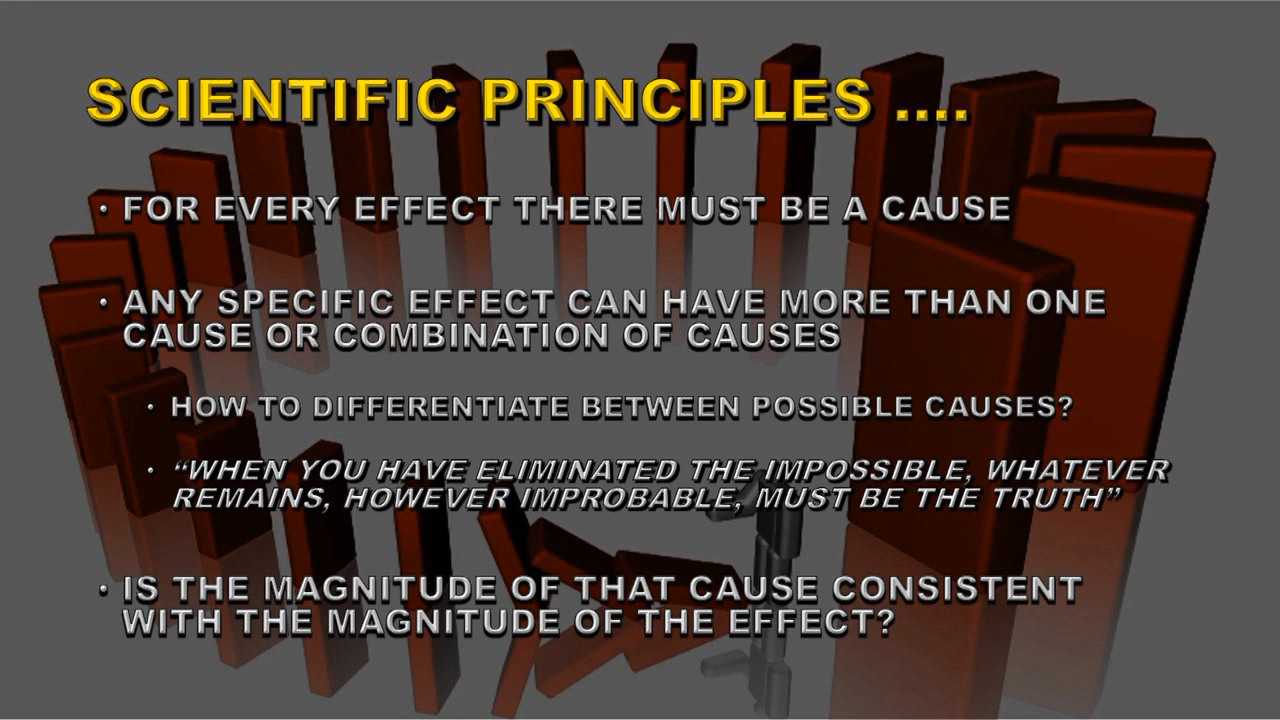 SCIENTIFIC PRINCIPLES ....
• FOR EVERY EFFECT THERE MUST BE A CAUSE
• ANY SPECIFIC EFFECT CAN HAVE MORE THAN ONE
CAUSE OR COMBINATION OF CAUSES
• HOW TO DIFFERENTIATE BETWEEN POSSIBLE CAUSES?
• “WHEN YOU HAVE ELIMINATED THE IMPOSSIBLE, WHATEVER
REMAINS, HOWEVER IMPROBABLE, MUST BE THE TRUTH”
• IS THE MAGNITUDE OF THAT CAUSE CONSISTENT
WITH THE MAGNITUDE OF THE EFFECT?